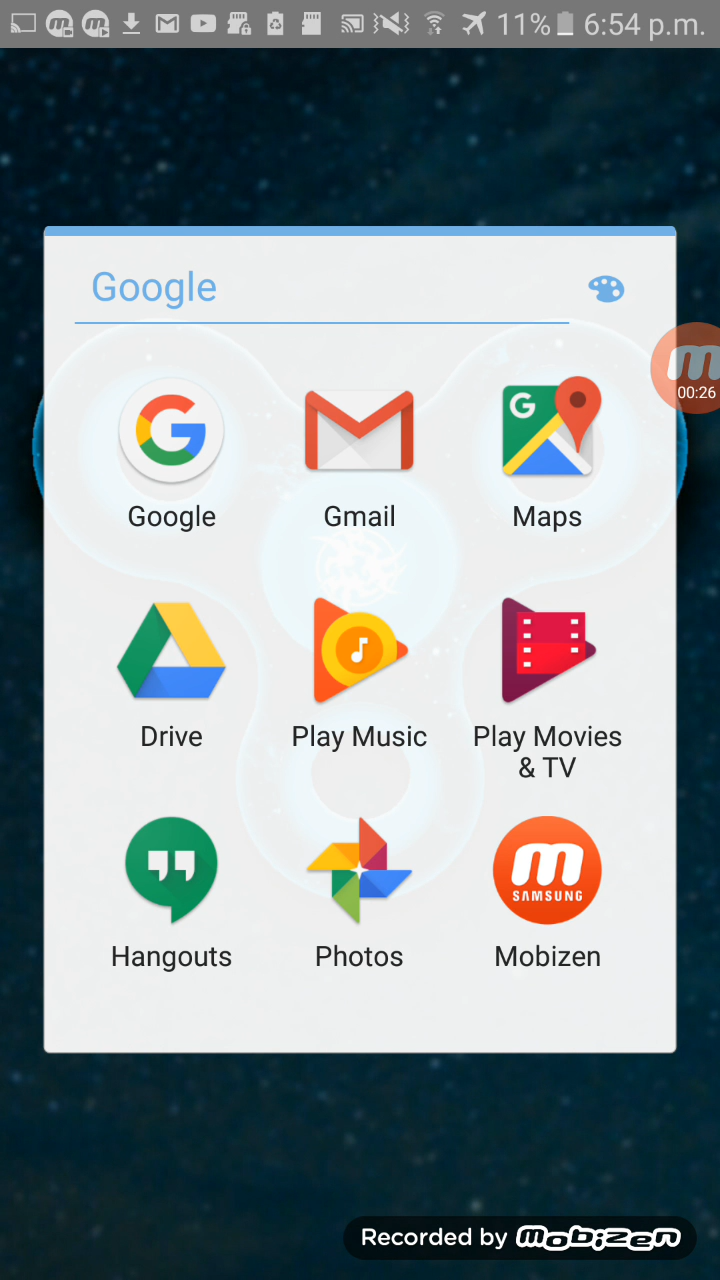 11% 6:54 p.m.
Google
00:26
Google Gmail Maps
Drive Play Music Play Movies
& TV
SAMSUNG
Hangouts Photos Mobizen
Recorded by mobizen